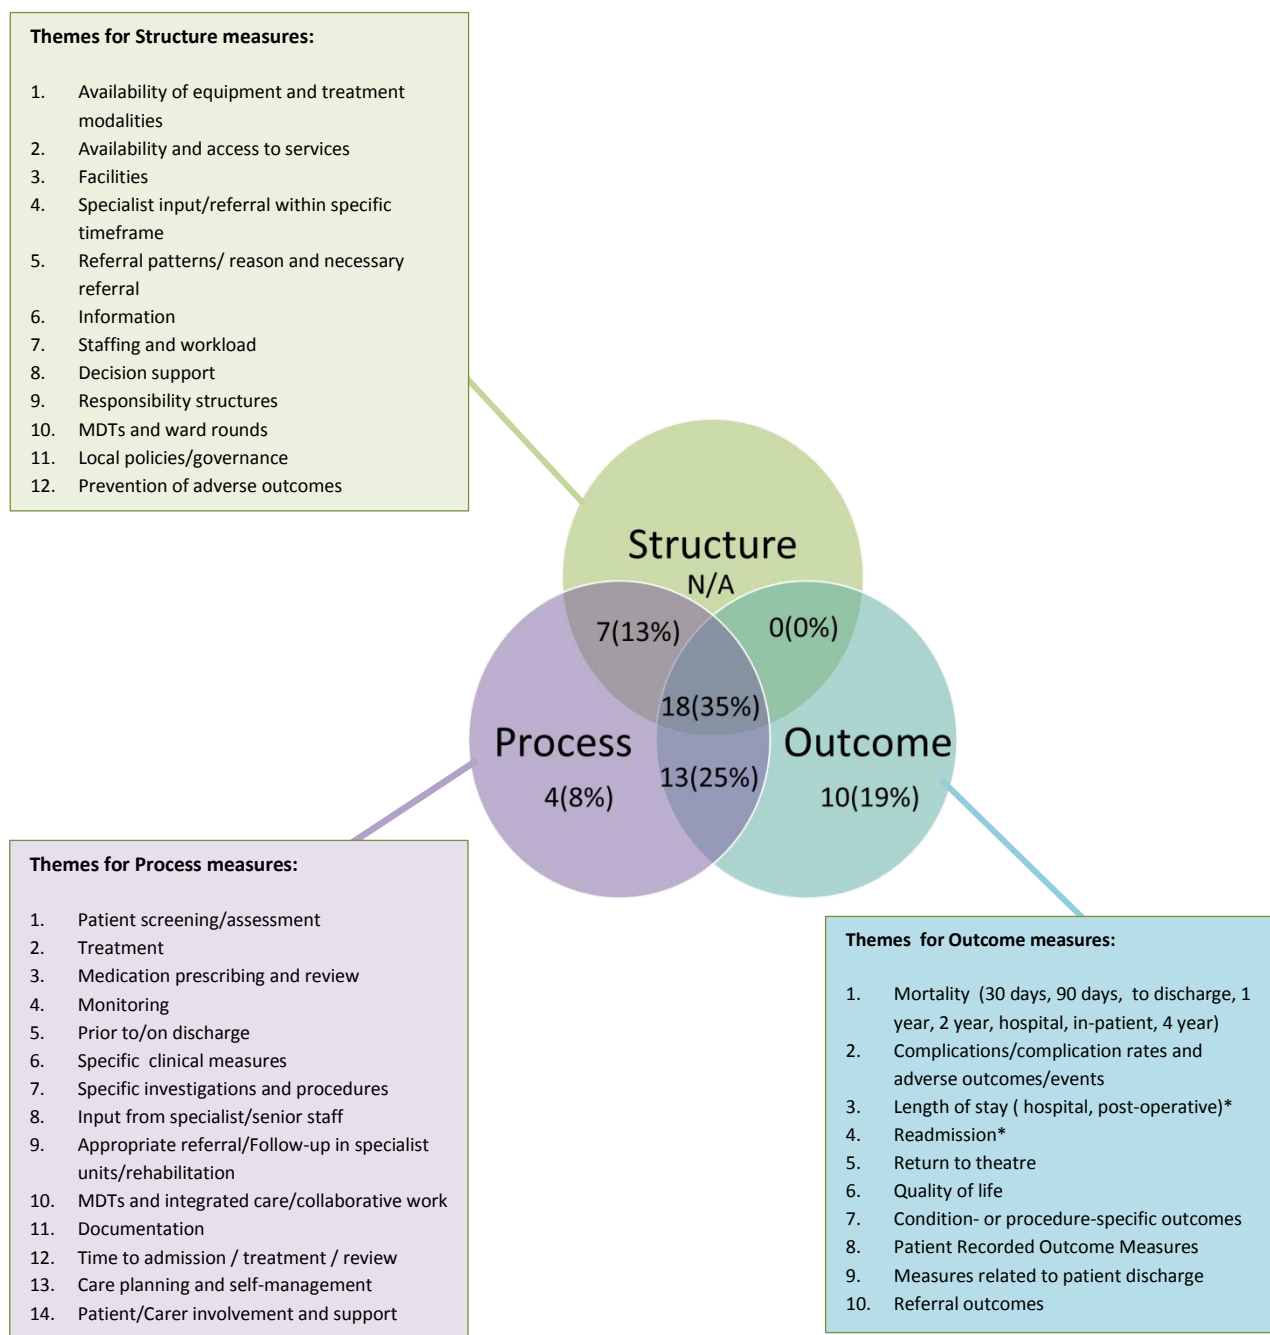 Themes for Structure measures:
1. Availability of equipment and treatment
modalities
2. Availability and access to services
3. Facilities
4. Specialist input/referral within specific
timeframe
5. Referral patterns/ reason and necessary
referral
6. Information
7. Staffing and workload
8. Decision support
9. Responsibility structures
10. MDTs and ward rounds
11. Local policies/governance
12. Prevention of adverse outcomes
Structure
N/A
7(13%)
0(0%)
18(35%)
Process
Outcome
13(25%)
4(8%)
10(19%)
Themes for Process measures:
1. Patient screening/assessment
2. Treatment
3. Medication prescribing and review
4. Monitoring
5. Prior to/on discharge
6. Specific clinical measures
7. Specific investigations and procedures
8. Input from specialist/senior staff
9. Appropriate referral/Follow-up in specialist
units/rehabilitation
10. MDTs and integrated care/collaborative work
11. Documentation
12. Time to admission / treatment / review
13. Care planning and self-management
14. Patient/Carer involvement and support
Themes for Outcome measures:
1. Mortality (30 days, 90 days, to discharge, 1
year, 2 year, hospital, in-patient, 4 year)
2. Complications/complication rates and
adverse outcomes/events
3. Length of stay ( hospital, post-operative)*
4. Readmission*
5. Return to theatre
6. Quality of life
7. Condition- or procedure-specific outcomes
8. Patient Recorded Outcome Measures
9. Measures related to patient discharge
10. Referral outcomes